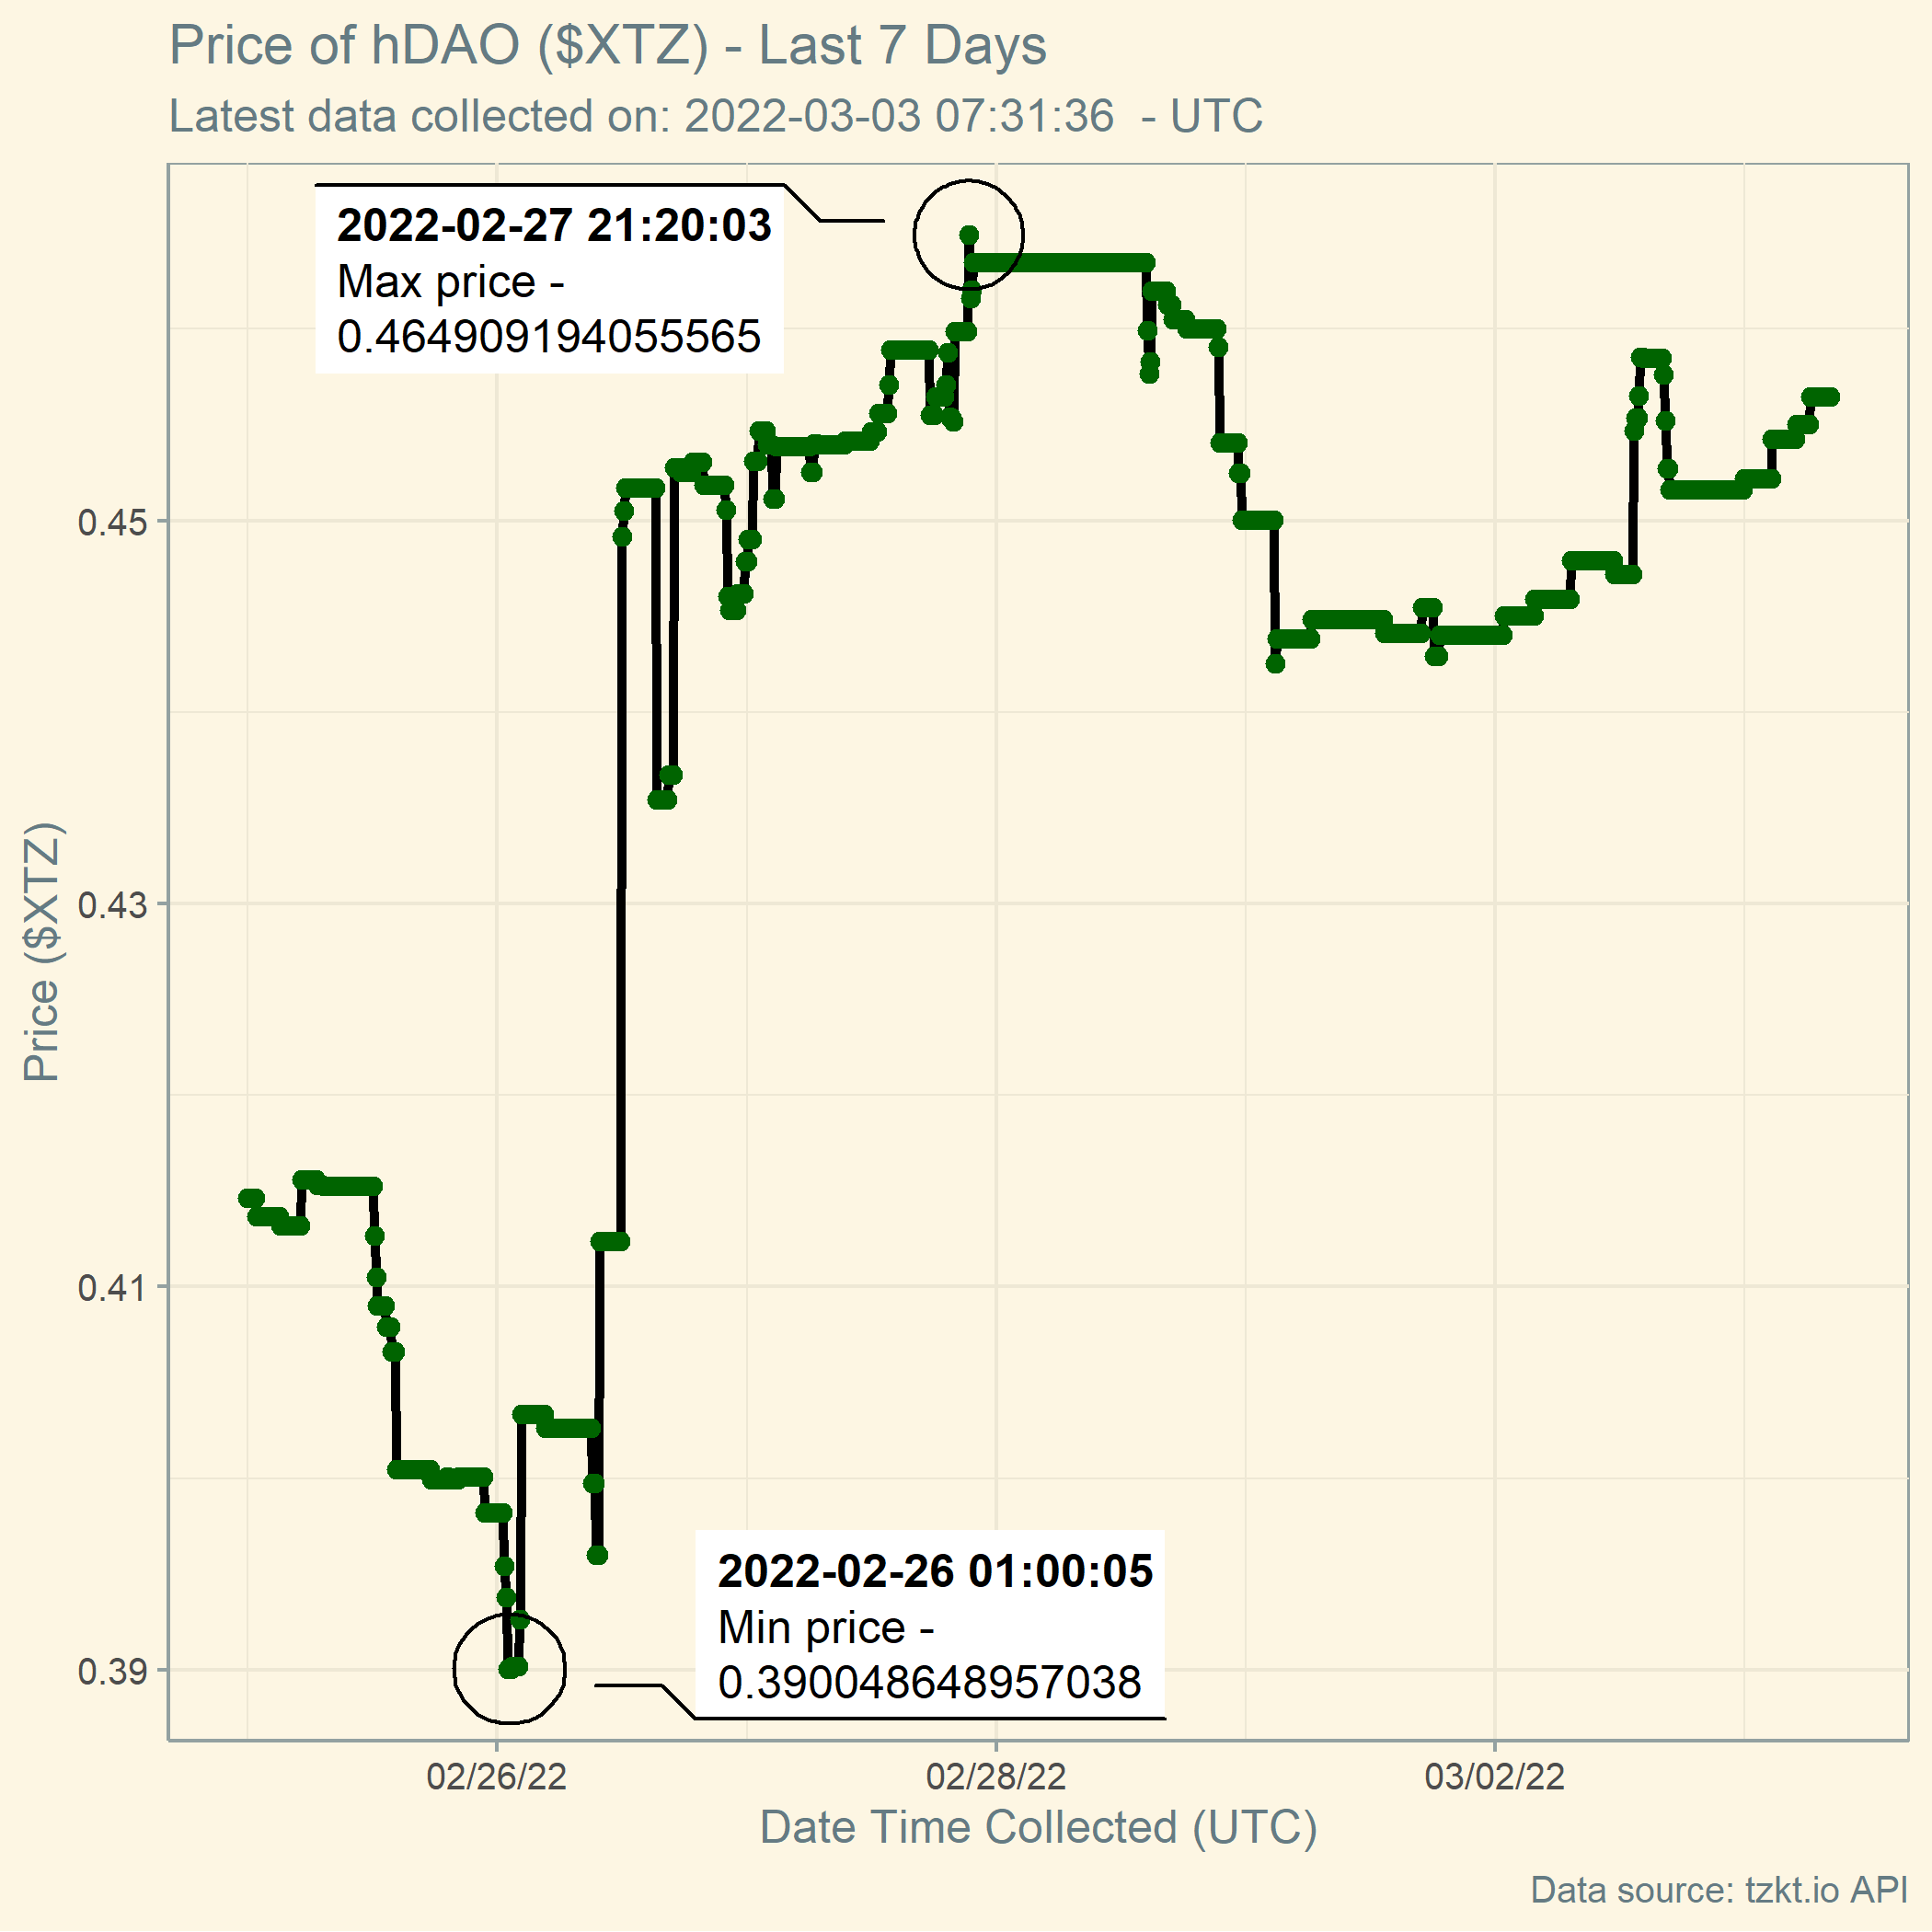 Price of hDAO ($XTZ) - Last 7 Days
Latest data collected on: 2022-03-03 07:31:36  - UTC
2022-02-27 21:20:03
Max price -
0.464909194055565
0.45
0.43
0.41
0.39
Price ($XTZ)
2022-02-26 01:00:05
Min price -
0.390048648957038
02/26/22
02/28/22
03/02/22
Date Time Collected (UTC)
Data source: tzkt.io API